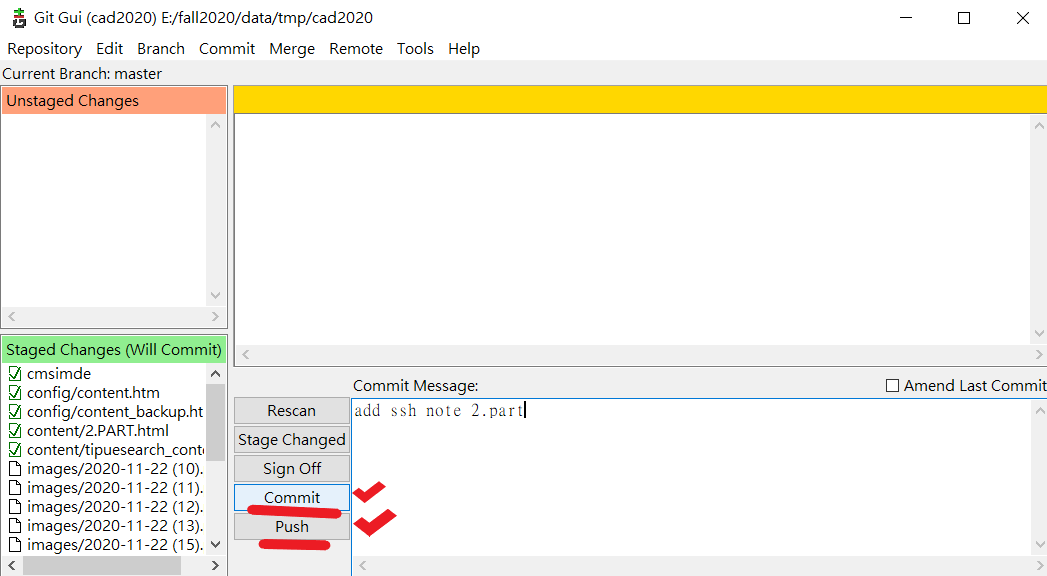 Git Gui (cad2020) E:/fall2020/data/tmp/cad2020
Repository Edit Branch Commit Merge Remote Tools Help
Current Branch: master
Unstaged Changes
Staged Changes (Will Commit)
cmsimde
config/content.htm
config/content_backup.ht
content/2.PART.html
content/tipuesearch_conte
images/2020-11-22 (10).
images/2020-11-22 (11).
images/2020-11-22 (12).
images/2020-11-22 (13).
images/2020-11-22 (15).
Commit Message:
Amend Last Commit
Rescan
Stage Changed
Sign Off
Commit
Push
add ssh note 2.part